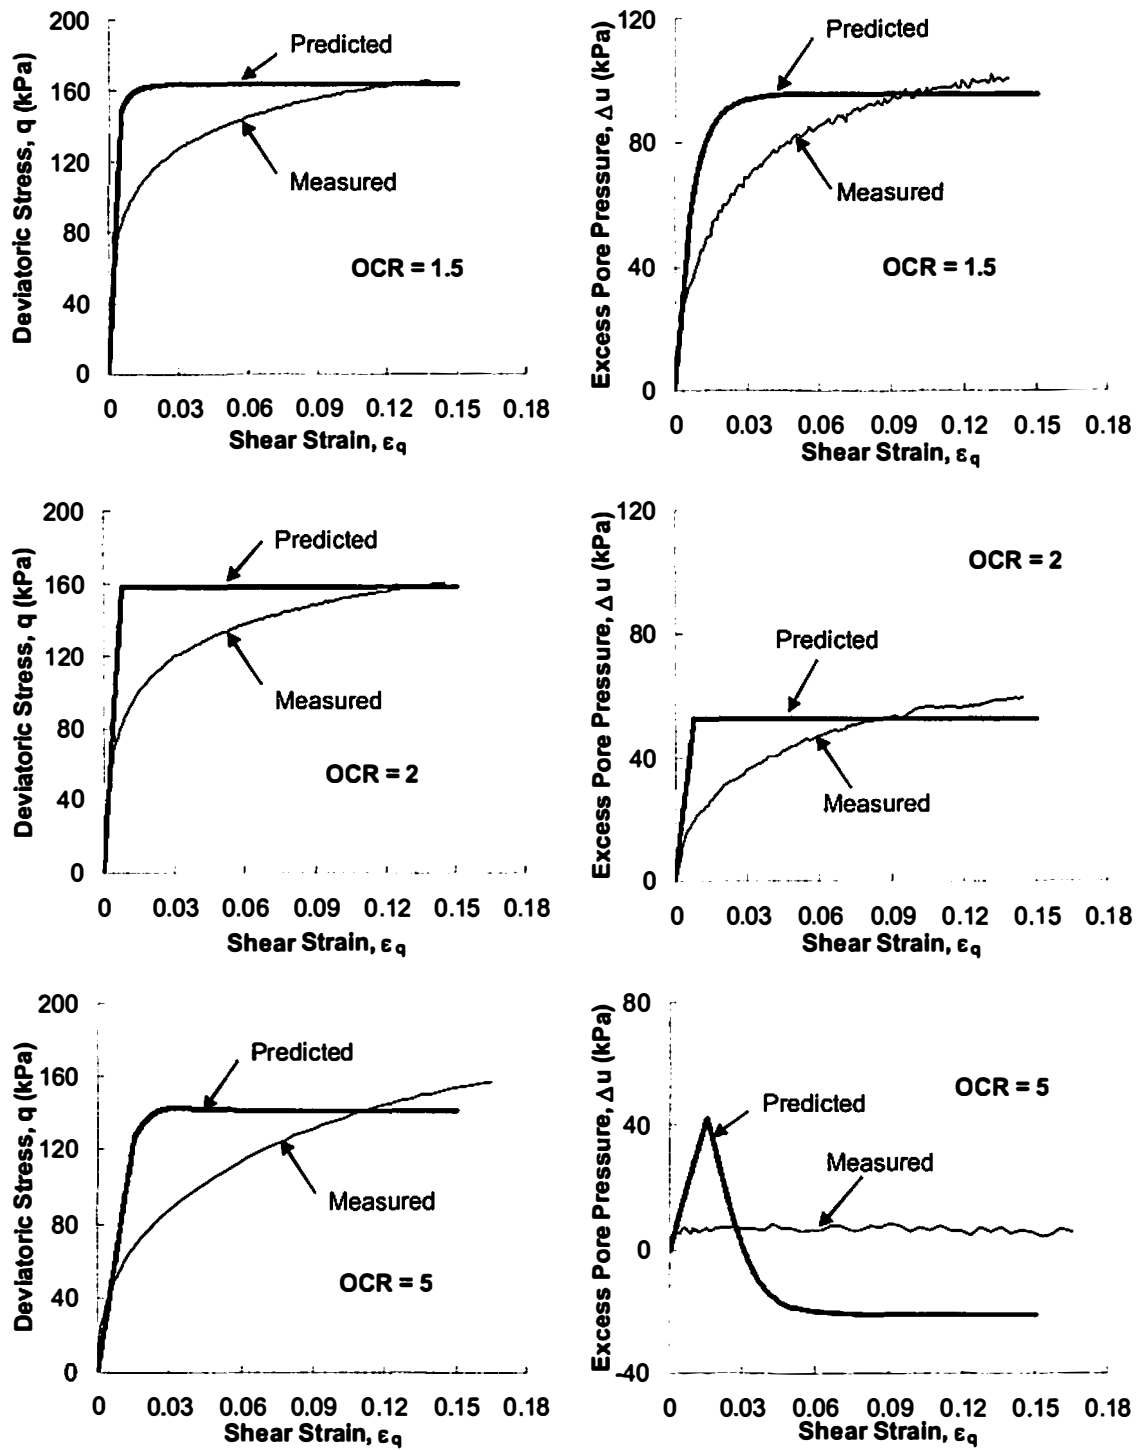 200
160
120
80
40
0
Deviatoric Stress, q (kPa)
Predicted
Measured
OCR = 1.5
0 0.03 0.06 0.09 0.12 0.15 0.18
Shear Strain, εq
120
80
40
0
Excess Pore Pressure, Δu (kPa)
Predicted
Measured
OCR = 1.5
0 0.03 0.06 0.09 0.12 0.15 0.18
Shear Strain, εq
200
160
120
80
40
0
Deviatoric Stress, q (kPa)
Predicted
Measured
OCR = 2
0 0.03 0.06 0.09 0.12 0.15 0.18
Shear Strain, εq
120
80
40
0
Excess Pore Pressure, Δu (kPa)
OCR = 2
Predicted
Measured
0 0.03 0.06 0.09 0.12 0.15 0.18
Shear Strain, εq
200
160
120
80
40
0
Deviatoric Stress, q (kPa)
Predicted
Measured
OCR = 5
0 0.03 0.06 0.09 0.12 0.15 0.18
Shear Strain, εq
80
40
0
-40
Excess Pore Pressure, Δu (kPa)
OCR = 5
Predicted
Measured
0 0.03 0.06 0.09 0.12 0.15 0.18
Shear Strain, εq